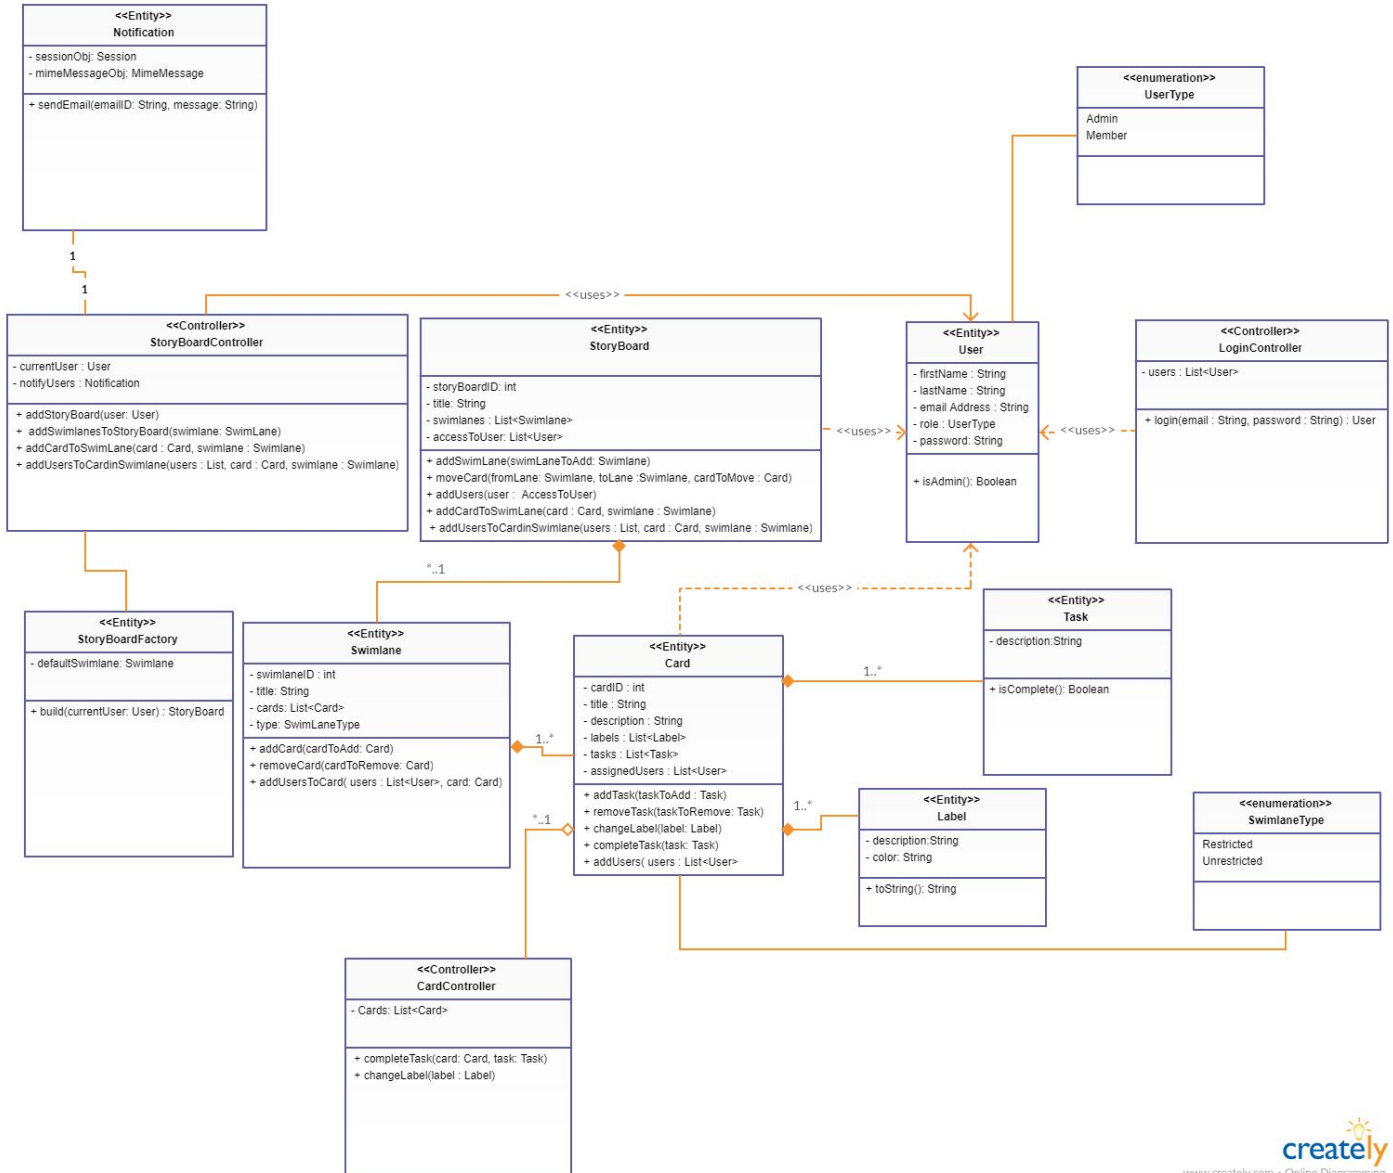 <<Entity>>
Notification
- sessionObj: Session
- mimeMessageObj: MimeMessage
+ sendEmail(emailID: String, message: String)
<<enumeration>>
UserType
Admin
Member
1
1
<<uses>>
<<Controller>>
StoryBoardController
- currentUser : User
- notifyUsers : Notification
+ addStoryBoard(user: User)
+ addSwimlanesToStoryBoard(swimlane: SwimLane)
+ addCardToSwimLane(card : Card, swimlane : Swimlane)
+ addUsersToCardinSwimlane(users : List, card : Card, swimlane : Swimlane)
<<Entity>>
StoryBoard
- storyBoardID: int
- title: String
- swimlanes : List<Swimlane>
- accessToUser: List<User>
+ addSwimLane(swimLaneToAdd: Swimlane)
+ moveCard(fromLane: Swimlane, toLane :Swimlane, cardToMove : Card)
+ addUsers(user : AccessToUser)
+ addCardToSwimLane(card : Card, swimlane : Swimlane)
+ addUsersToCardinSwimlane(users : List, card : Card, swimlane : Swimlane)
<<uses>>
<<Entity>>
User
- firstName : String
- lastName : String
- email Address : String
- role : UserType
- password: String
+ isAdmin(): Boolean
<<uses>>
<<Controller>>
LoginController
- users : List<User>
+ login(email : String, password : String) : User
*..1
<<uses>>
<<Entity>>
StoryBoardFactory
- defaultSwimlane: Swimlane
+ build(currentUser: User) : StoryBoard
<<Entity>>
Swimlane
- swimlaneID : int
- title: String
- cards: List<Card>
- type: SwimLaneType
+ addCard(cardToAdd: Card)
+ removeCard(cardToRemove: Card)
+ addUsersToCard( users : List<User>, card: Card)
1..*
<<Entity>>
Card
- cardID : int
- title : String
- description : String
- labels : List<Label>
- tasks : List<Task>
- assignedUsers : List<User>
+ addTask(taskToAdd : Task)
+ removeTask(taskToRemove: Task)
+ changeLabel(label: Label)
+ completeTask(task: Task)
+ addUsers( users : List<User>
1..*
<<Entity>>
Task
- description:String
+ isComplete(): Boolean
1..*
<<Entity>>
Label
- description:String
- color: String
+ toString(): String
<<enumeration>>
SwimlaneType
Restricted
Unrestricted
*..1
<<Controller>>
CardController
- Cards: List<Card>
+ completeTask(card: Card, task: Task)
+ changeLabel(label : Label)
creately
www.creately.com • Online Diagramming